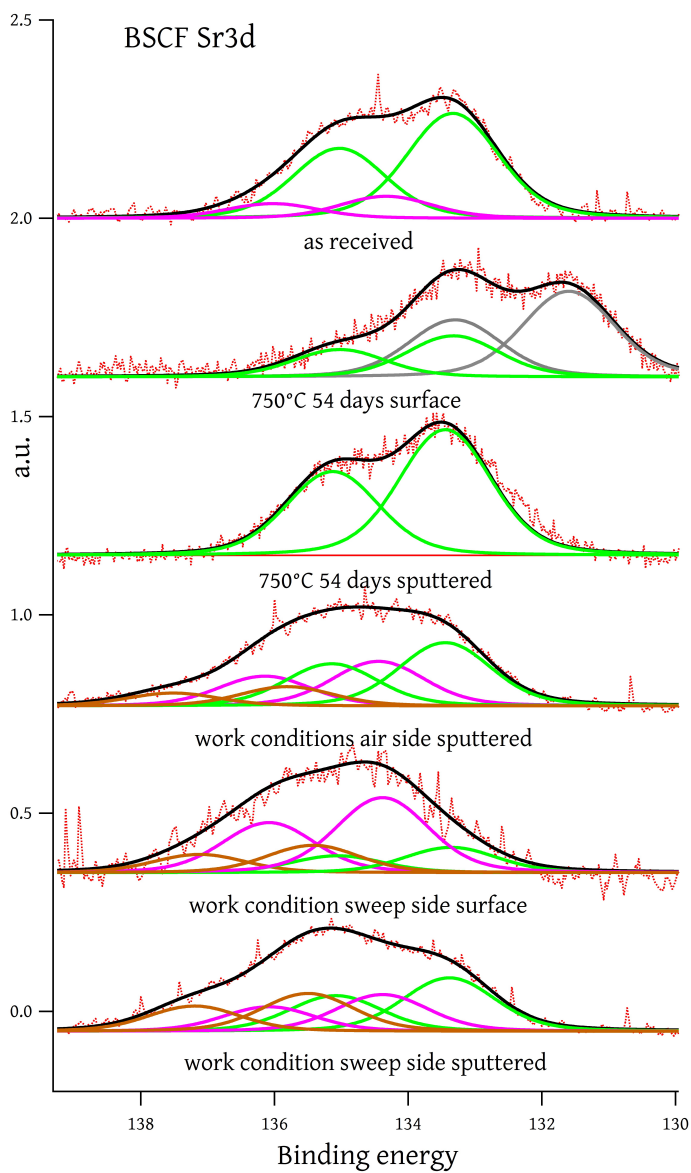 2.5
BSCF Sr3d
2.0
as received
750°C 54 days surface
1.5
a.u.
750°C 54 days sputtered
1.0
work conditions air side sputtered
0.5
work condition sweep side surface
0.0
work condition sweep side sputtered
138 136 134 132 130
Binding energy